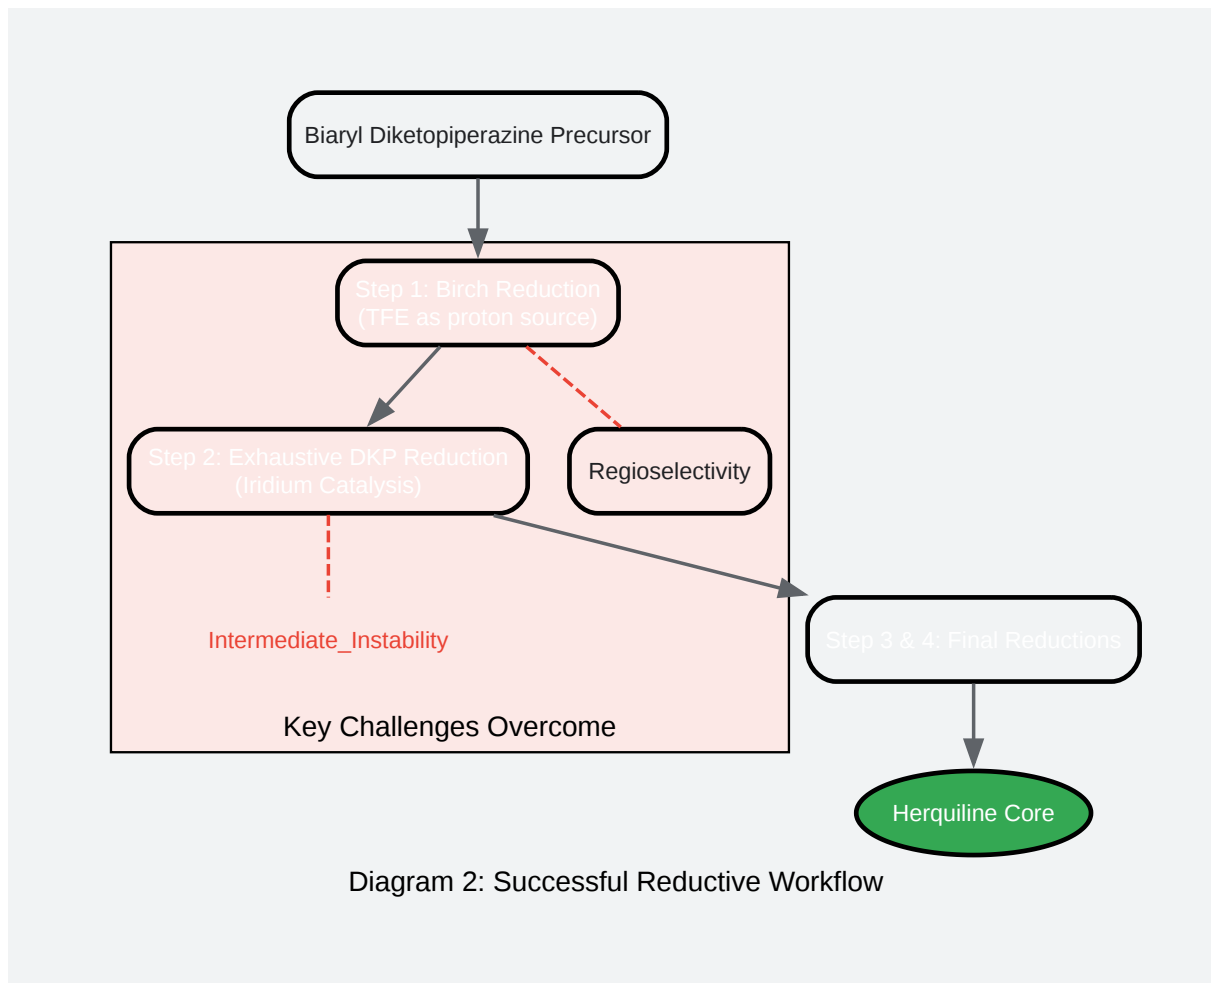 Biaryl Diketopiperazine Precursor
Step 1: Birch Reduction
(TFE as proton source)
Step 2: Exhaustive DKP Reduction
(Iridium Catalysis)
Regioselectivity
Intermediate_Instability
Step 3 & 4: Final Reductions
Key Challenges Overcome
Herquiline Core
Diagram 2: Successful Reductive Workflow